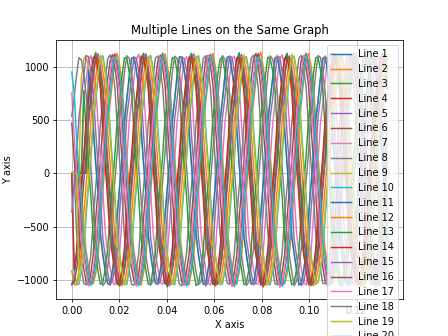 Multiple Lines on the Same Graph
Y axis
1000
500
0
−500
−1000
0.00
0.02
0.04
0.06
0.08
0.10
X axis
Line 1
Line 2
Line 3
Line 4
Line 5
Line 6
Line 7
Line 8
Line 9
Line 10
Line 11
Line 12
Line 13
Line 14
Line 15
Line 16
Line 17
Line 18
Line 19
Line 20